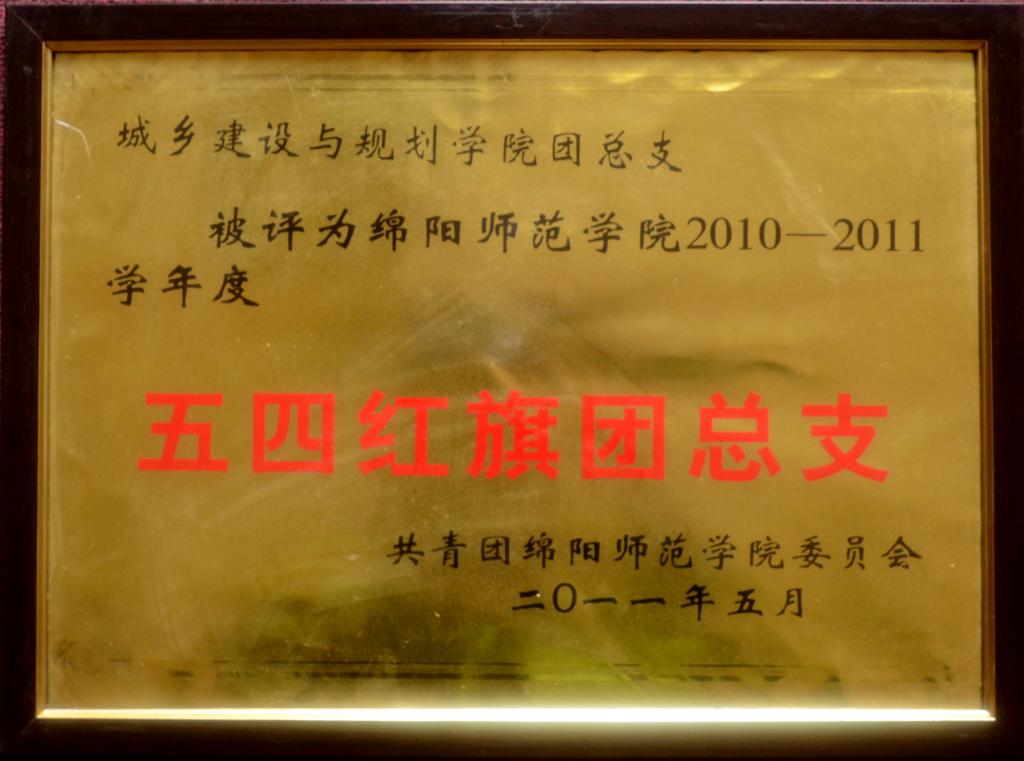 城乡建设与规划学院团总支
被评为绵阳师范学院2010—2011
学年度
五四红旗团总支
共青团绵阳师范学院委员会
二〇一一年五月